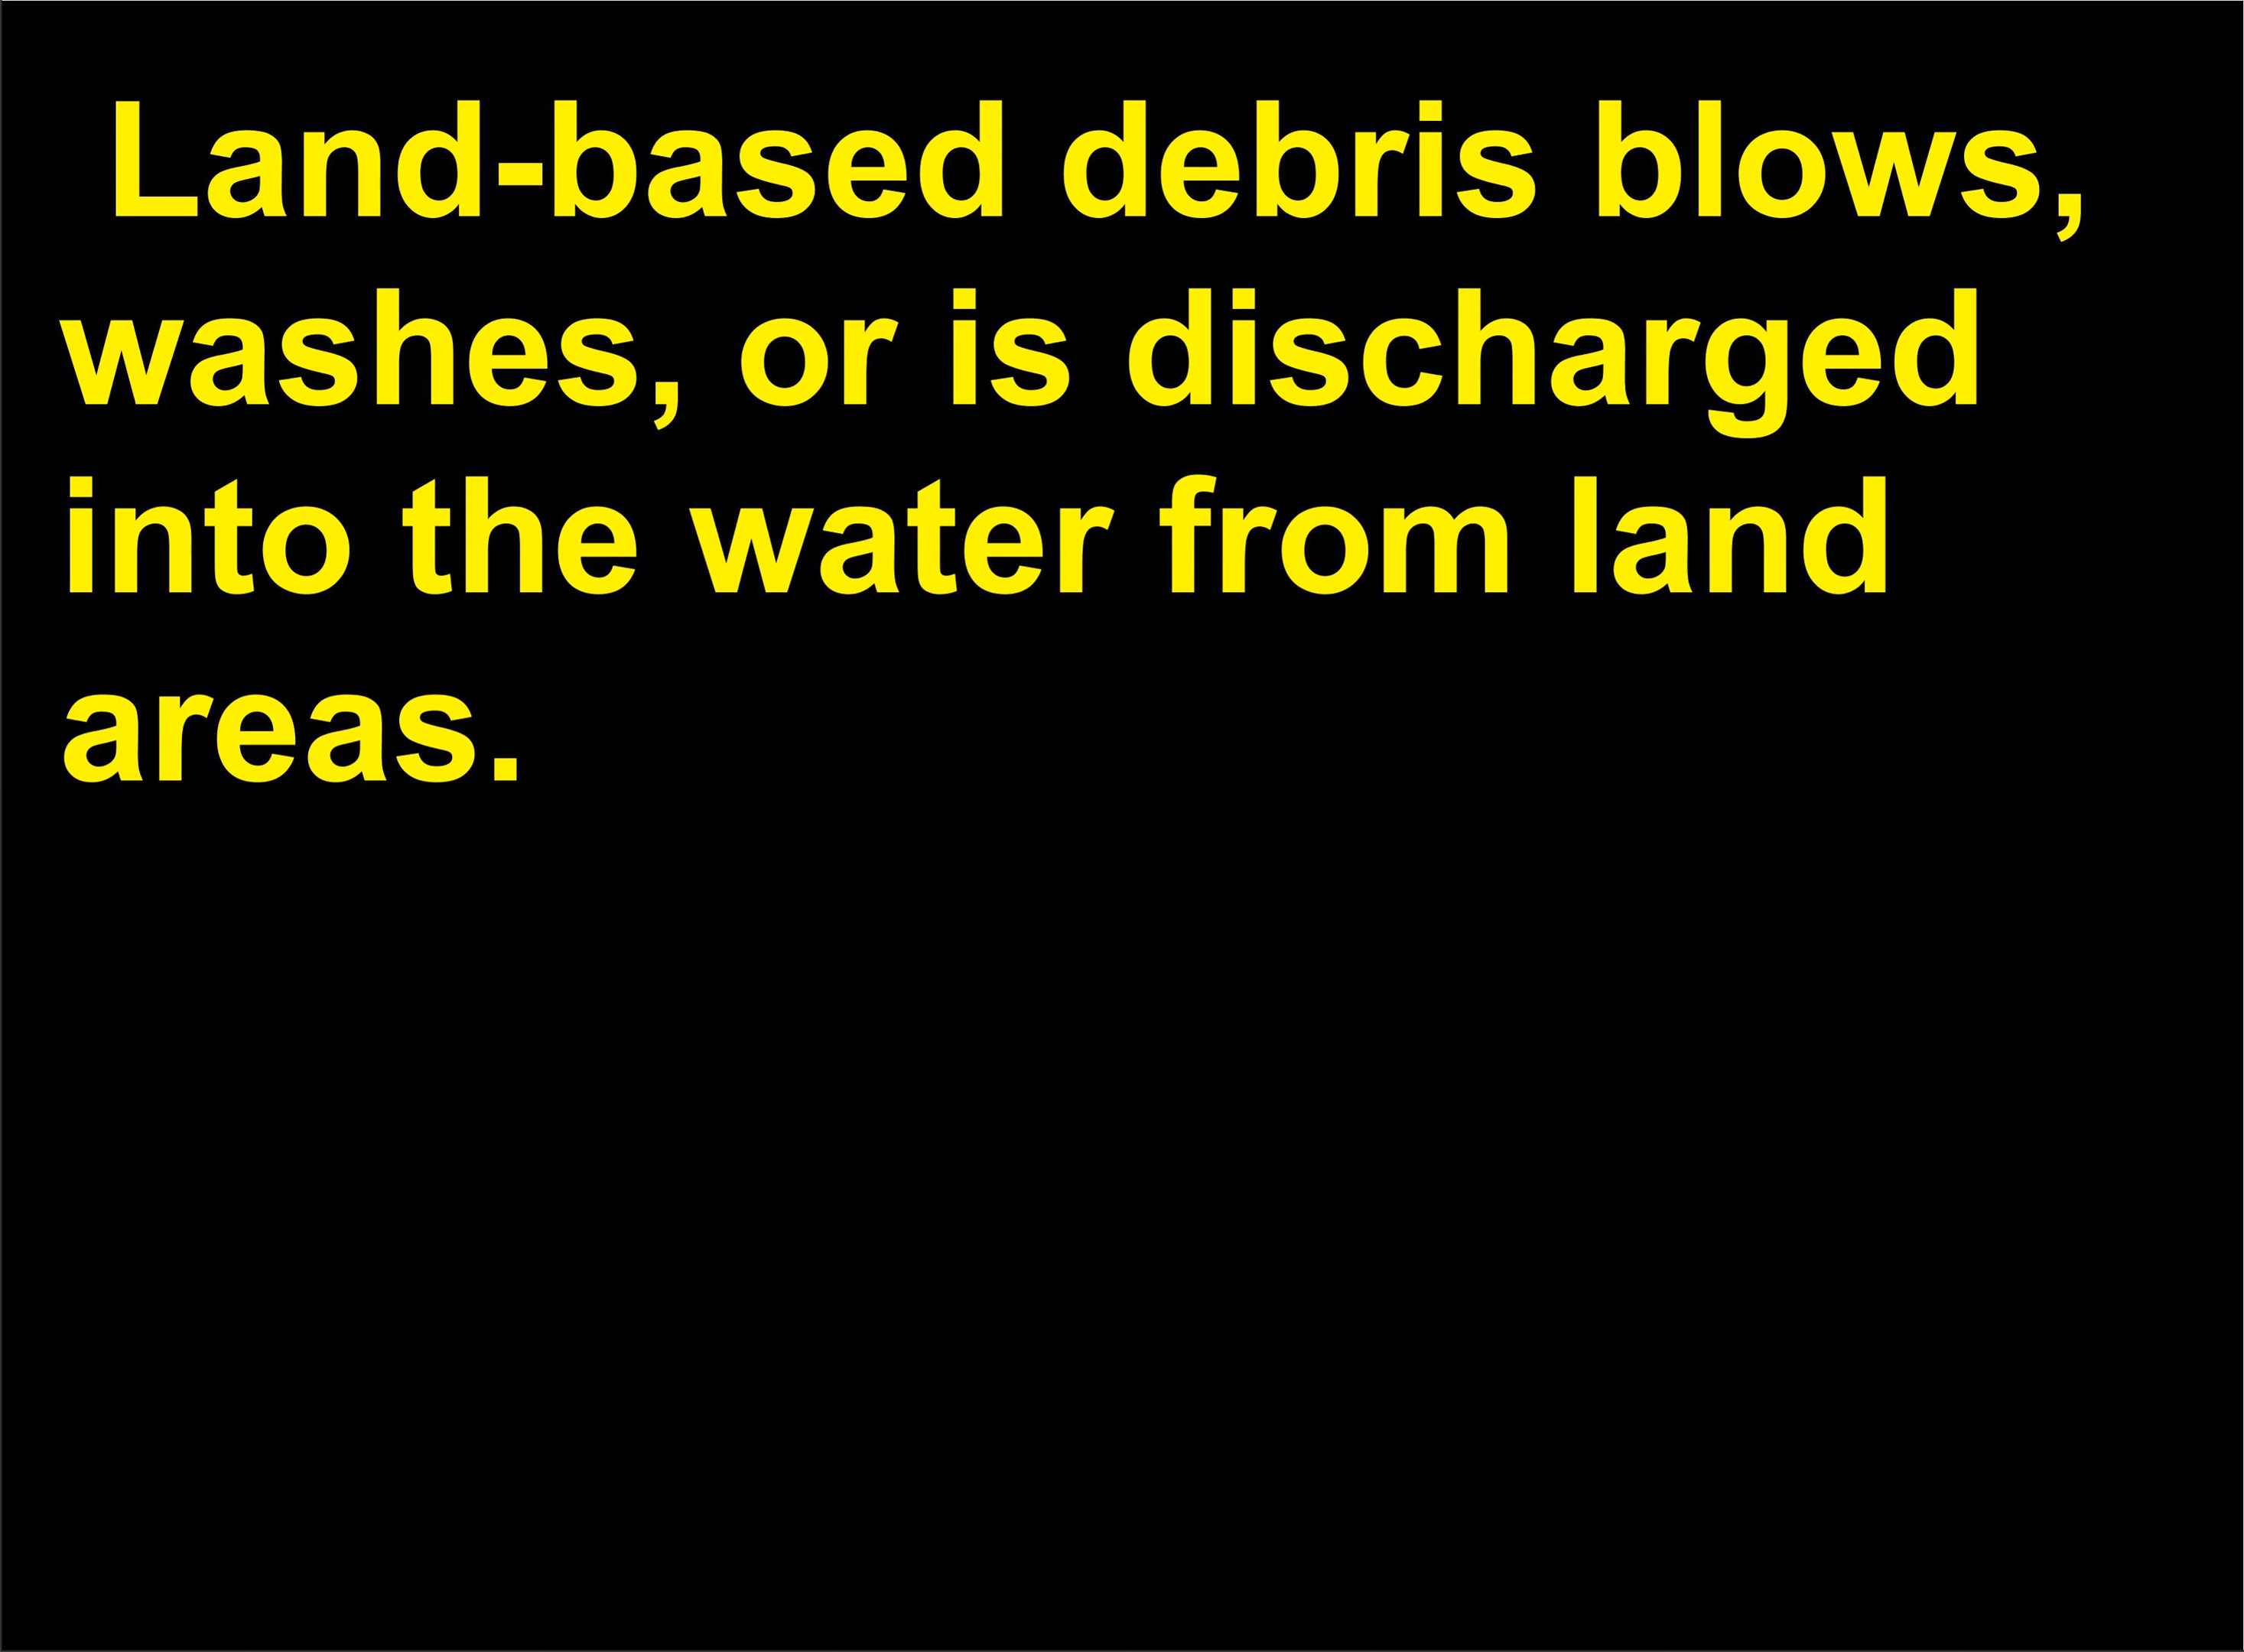 Land-based debris blows,
washes, or is discharged
into the water from land
areas.